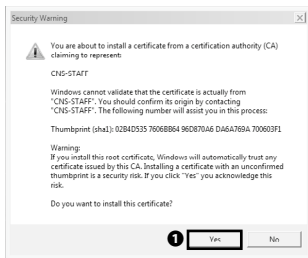 Security Warning
You are about to install a certificate from a certification authority (CA)
claiming to represent:
CNS-STAFF
Windows cannot validate that the certificate is actually from
"CNS-STAFF". You should confirm its origin by contacting
"CNS-STAFF". The following number will assist you in this process:
Thumbprint (sha1): 02B4D535 7606BB64 96D870A6 DA6A769A 700603F1
Warning:
If you install this root certificate, Windows will automatically trust any
certificate issued by this CA. Installing a certificate with an unconfirmed
thumbprint is a security risk. If you click "Yes" you acknowledge this
risk.
Do you want to install this certificate?
1 Yes No